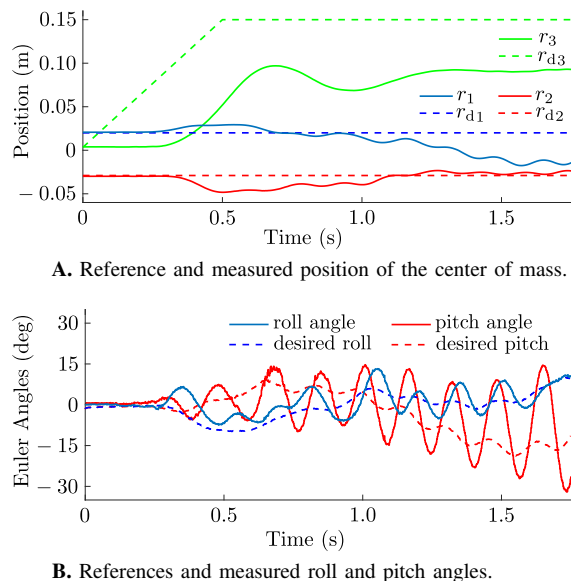 0.15
0.10
0.05
0
−0.05
Position (m)
r3
rd3
r1 r2
rd1 rd2
0 0.5 1.0 1.5
Time (s)
A. Reference and measured position of the center of mass.
30
15
0
−15
−30
Euler Angles (deg)
roll angle pitch angle
desired roll desired pitch
0 0.5 1.0 1.5
Time (s)
B. References and measured roll and pitch angles.